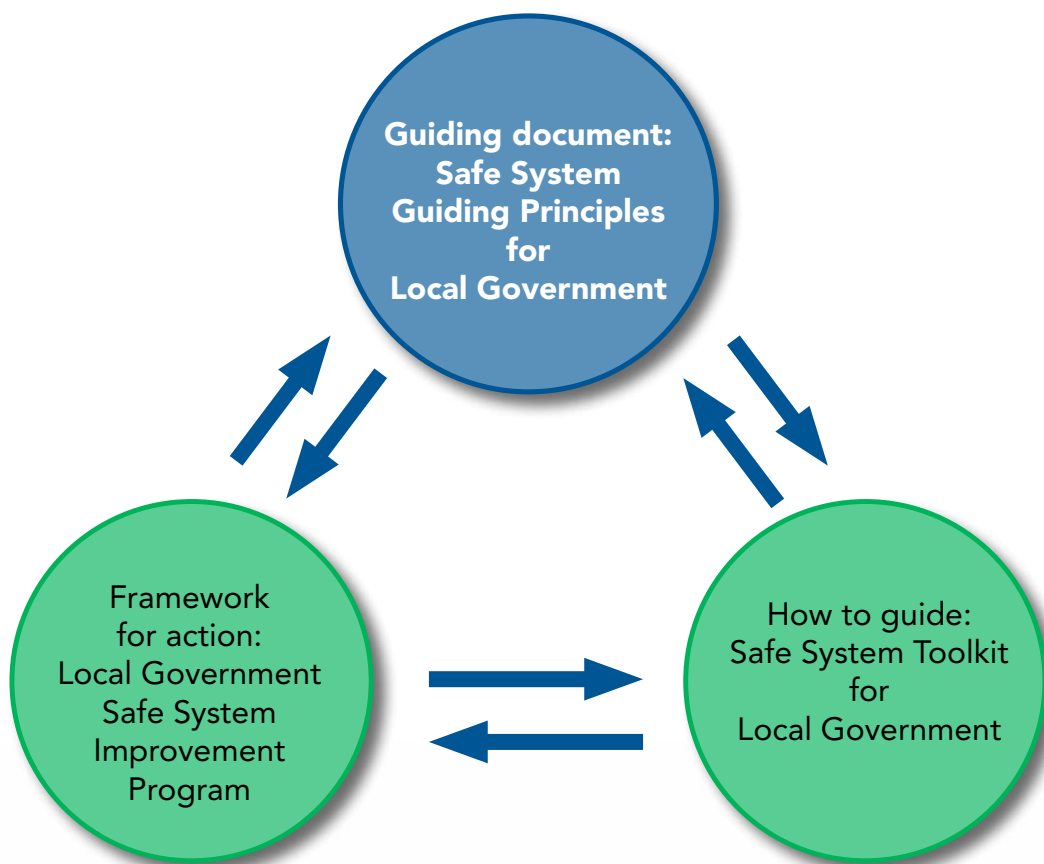 Guiding document:
Safe System
Guiding Principles
for
Local Government
Framework
for action:
Local Government
Safe System
Improvement
Program
How to guide:
Safe System Toolkit
for
Local Government